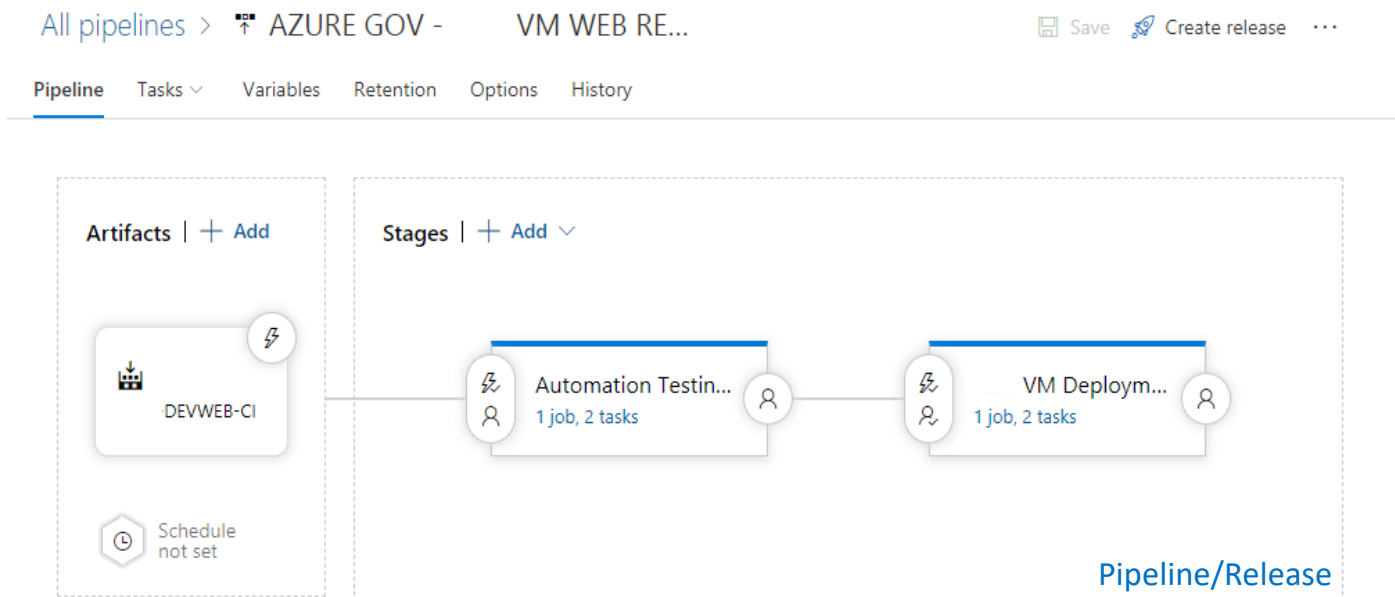 All pipelines > AZURE GOV - VM WEB RE...
Save Create release ...
Pipeline Tasks Variables Retention Options History
Artifacts | + Add
Stages | + Add
DEVWEB-CI
Automation Testin...
1 job, 2 tasks
VM Deploym...
1 job, 2 tasks
Schedule
not set
Pipeline/Release